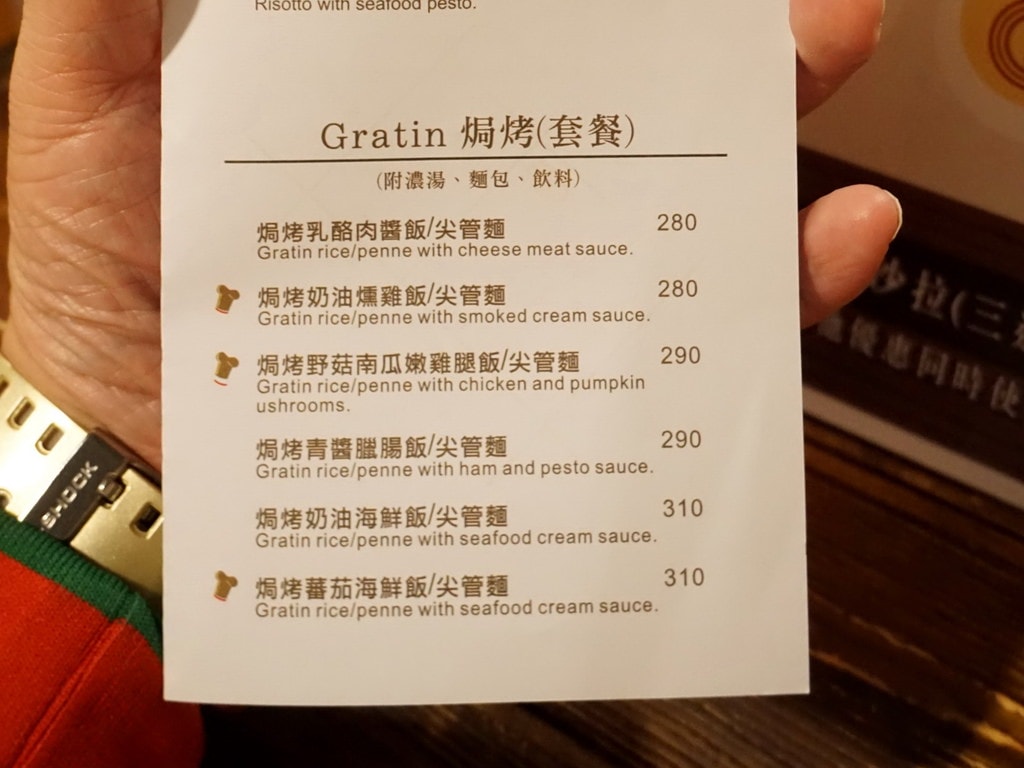 Risotto with seafood pesto.
Gratin 焗烤(套餐)
(附濃湯、麵包、飲料)
焗烤乳酪肉醬飯/尖管麵 280
Gratin rice/penne with cheese meat sauce.
焗烤奶油燻雞飯/尖管麵 280
Gratin rice/penne with smoked cream sauce.
焗烤野菇南瓜嫩雞腿飯/尖管麵 290
Gratin rice/penne with chicken and pumpkin
ushrooms.
焗烤青醬臘腸飯/尖管麵 290
Gratin rice/penne with ham and pesto sauce.
焗烤奶油海鮮飯/尖管麵 310
Gratin rice/penne with seafood cream sauce.
焗烤蕃茄海鮮飯/尖管麵 310
Gratin rice/penne with seafood cream sauce.
沙拉(三
優惠同時使
SHOCK